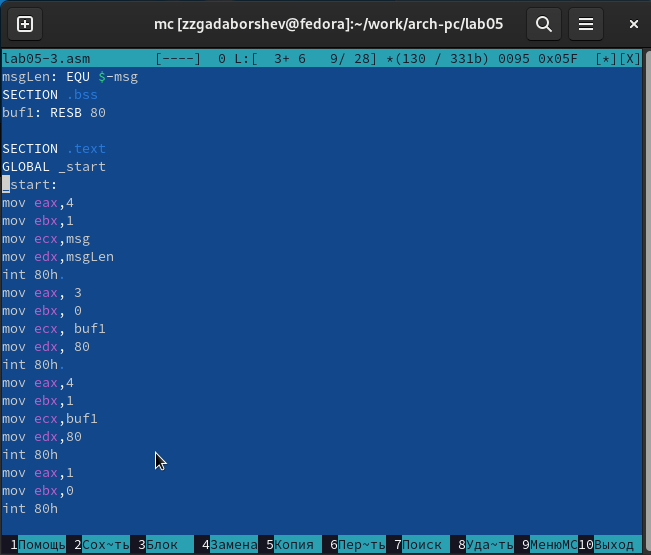 mc [zzgadaborshev@fedora]:~/work/arch-pc/lab05
lab05-3.asm [----] 0 L:[ 3+ 6 9/ 28] *(130 / 331b) 0095 0x05F [*][X]
msgLen: EQU $-msg
SECTION .bss
buf1: RESB 80
SECTION .text
GLOBAL _start
_start:
mov eax,4
mov ebx,1
mov ecx,msg
mov edx,msgLen
int 80h.
mov eax, 3
mov ebx, 0
mov ecx, buf1
mov edx, 80
int 80h.
mov eax,4
mov ebx,1
mov ecx,buf1
mov edx,80
int 80h
mov eax,1
mov ebx,0
int 80h
1Помощь 2Сох~ть 3Блок 4Замена 5Копия 6Пер~ть 7Поиск 8Уда~ть 9МенюMC 10Выход